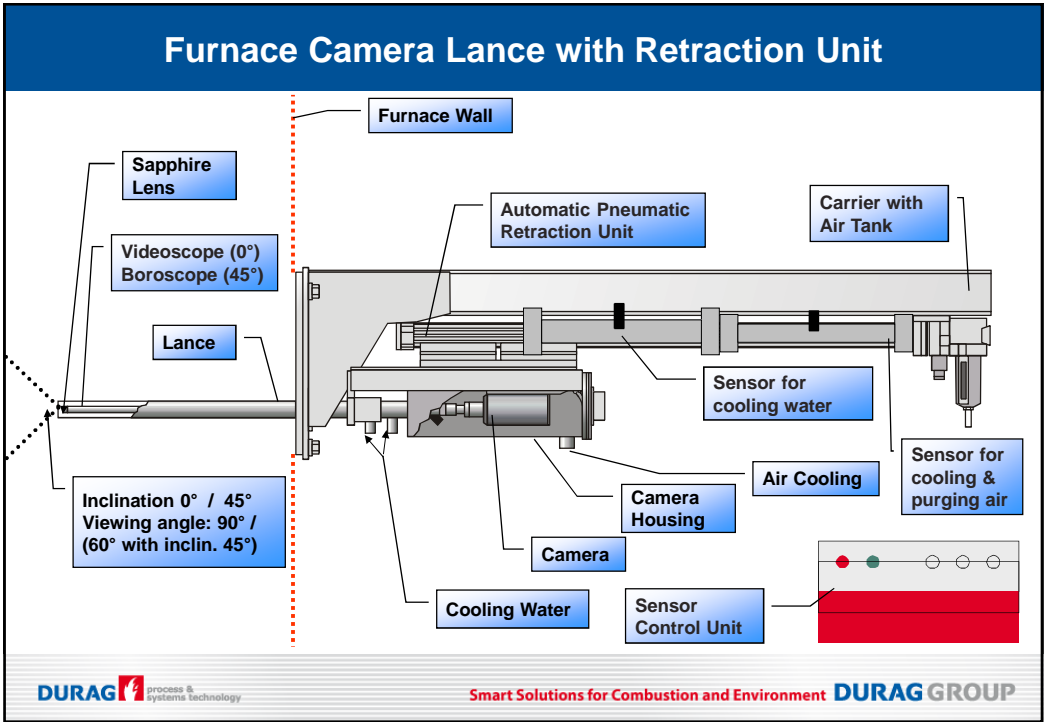 Furnace Camera Lance with Retraction Unit
Furnace Wall
Sapphire
Lens
Automatic Pneumatic
Retraction Unit
Carrier with
Air Tank
Videoscope (0°)
Boroscope (45°)
Lance
Sensor for
cooling water
Sensor for
cooling &
purging air
Air Cooling
Inclination 0° / 45°
Viewing angle: 90° /
(60° with inclin. 45°)
Camera
Housing
Camera
Cooling Water
Sensor
Control Unit
DURAG process &
systems technology
Smart Solutions for Combustion and Environment DURAG GROUP